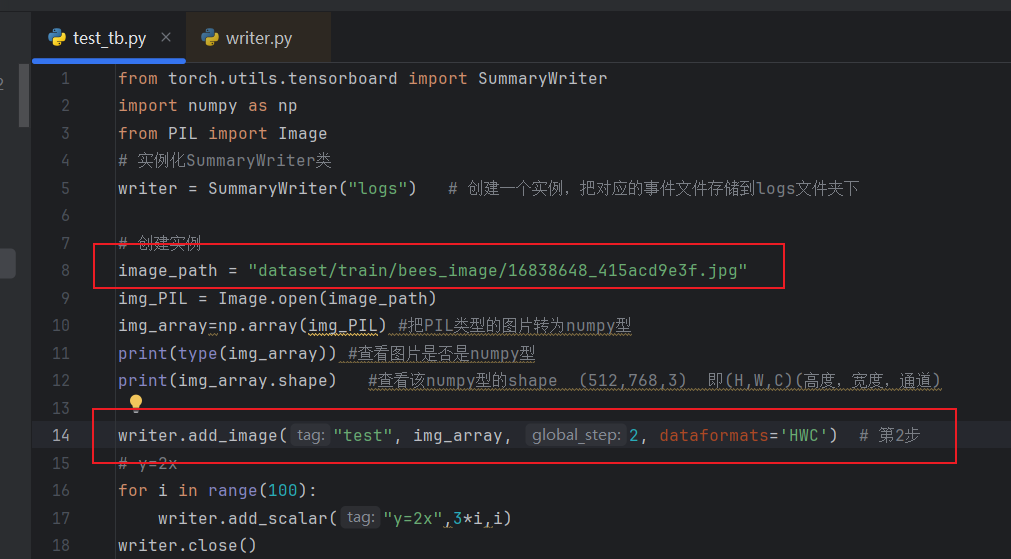 test_tb.py × writer.py
2
1 from torch.utils.tensorboard import SummaryWriter
2 import numpy as np
3 from PIL import Image
4 # 实例化SummaryWriter类
5 writer = SummaryWriter("logs") # 创建一个实例，把对应的事件文件存储到logs文件夹下
6
7 # 创建实例
8 image_path = "dataset/train/bees_image/16838648_415acd9e3f.jpg"
9 img_PIL = Image.open(image_path)
10 img_array=np.array(img_PIL) #把PIL类型的图片转为numpy型
11 print(type(img_array)) #查看图片是否是numpy型
12 print(img_array.shape) #查看该numpy型的shape (512,768,3) 即(H,W,C)(高度，宽度，通道)
13
14 writer.add_image( tag: "test", img_array, global_step: 2, dataformats='HWC') # 第2步
15 # y=2x
16 for i in range(100):
17 writer.add_scalar( tag: "y=2x",3*i,i)
18 writer.close()